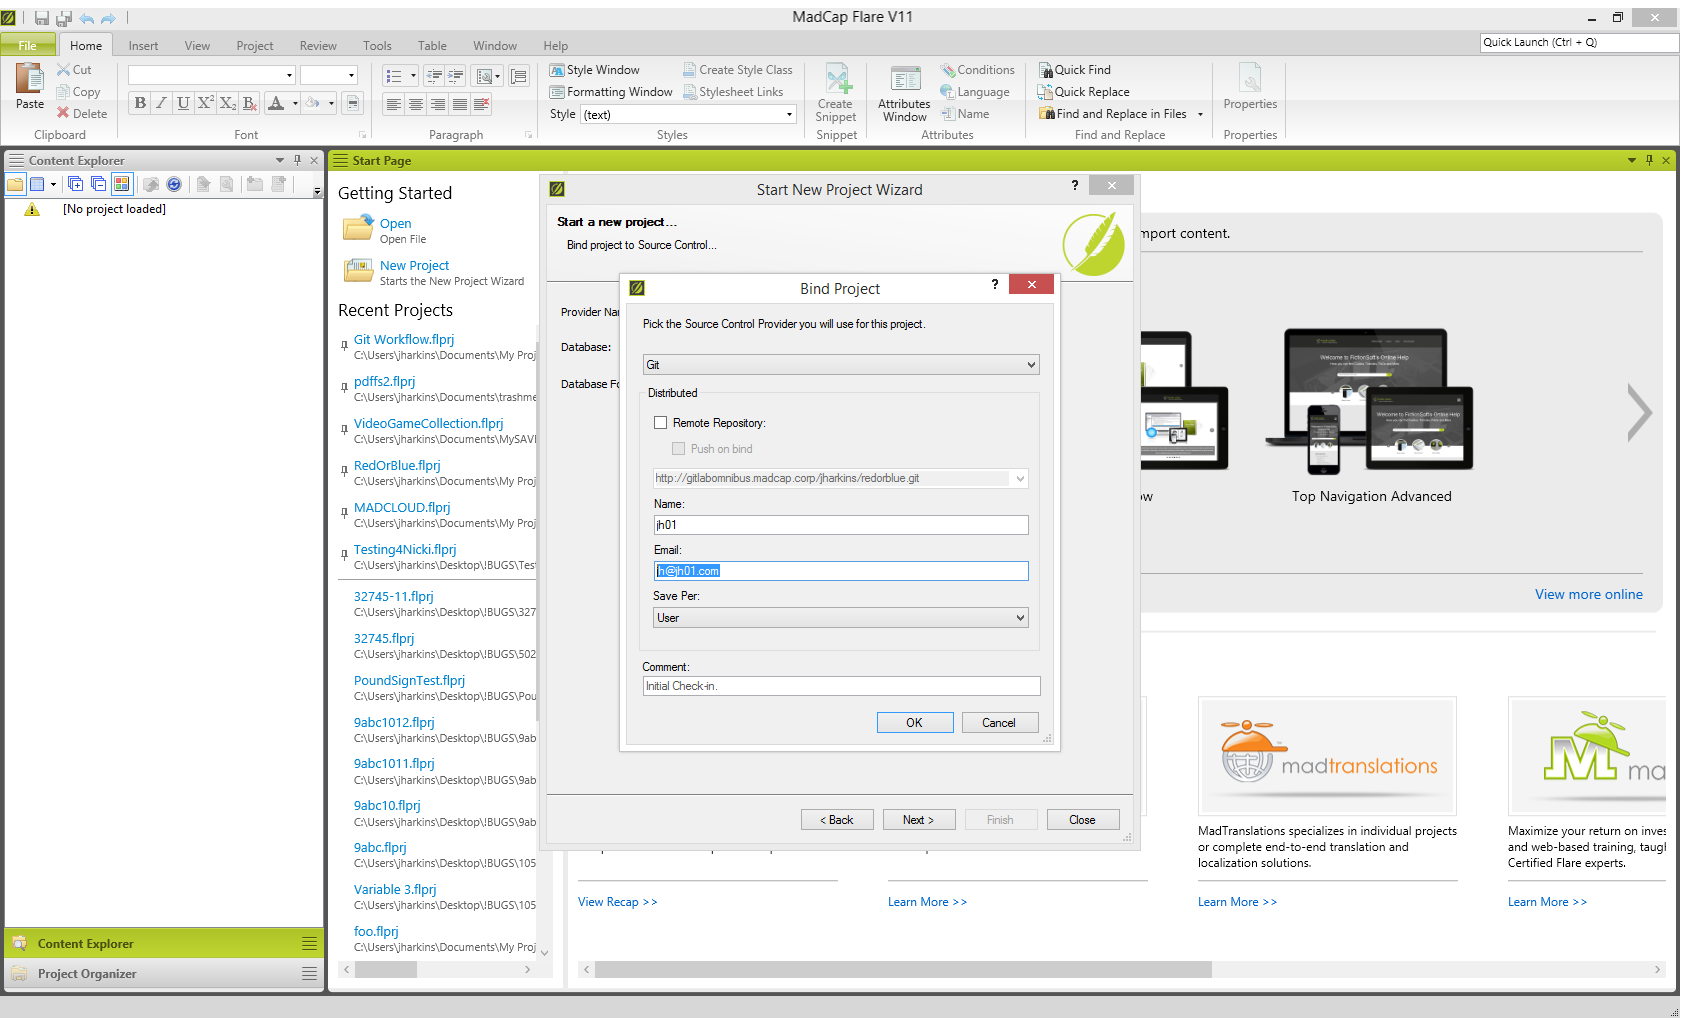 MadCap Flare V11
File Home Insert View Project Review Tools Table Window Help
Quick Launch (Ctrl + Q)
Paste
Cut
Copy
Delete
Clipboard
B I U X² X₂ B A
Font
Paragraph
Style Window
Formatting Window
Style (text)
Create Style Class
Stylesheet Links
Styles
Create
Snippet
Snippet
Attributes
Window
Conditions
Language
Name
Attributes
Quick Find
Quick Replace
Find and Replace in Files
Find and Replace
Properties
Properties
Content Explorer
[No project loaded]
Content Explorer
Project Organizer
Start Page
Getting Started
Open
Open File
New Project
Starts the New Project Wizard
Recent Projects
Git Workflow.flprj
C:\Users\jharkins\Documents\My Proj
pdffs2.flprj
C:\Users\jharkins\Documents\trashme
VideoGameCollection.flprj
C:\Users\jharkins\Documents\MySAVI
RedOrBlue.flprj
C:\Users\jharkins\Documents\My Proj
MADCLOUD.flprj
C:\Users\jharkins\Documents\My Proj
Testing4Nicki.flprj
C:\Users\jharkins\Desktop\!BUGS\Tes
32745-11.flprj
C:\Users\jharkins\Desktop\!BUGS\327
32745.flprj
C:\Users\jharkins\Desktop\!BUGS\502
PoundSignTest.flprj
C:\Users\jharkins\Desktop\!BUGS\Pou
9abc1012.flprj
C:\Users\jharkins\Desktop\!BUGS\9ab
9abc1011.flprj
C:\Users\jharkins\Desktop\!BUGS\9ab
9abc10.flprj
C:\Users\jharkins\Desktop\!BUGS\9ab
9abc.flprj
C:\Users\jharkins\Desktop\!BUGS\105
Variable 3.flprj
C:\Users\jharkins\Desktop\!BUGS\105
foo.flprj
C:\Users\jharkins\Documents\My Proj
Start New Project Wizard
?
Start a new project...
Bind project to Source Control...
Provider Na
Database:
Database Fo
Bind Project
?
Pick the Source Control Provider you will use for this project.
Git
Distributed
Remote Repository:
Push on bind
http://gitlabomnibus.madcap.corp/jharkins/redorblue.git
Name:
jh01
Email:
h@jh01.com
Save Per:
User
Comment:
Initial Check-in.
OK Cancel
< Back Next > Finish Close
mport content.
Welcome to FictionSoft's Online Help
Welcome to FictionSoft's Online Help
ow
Top Navigation Advanced
View more online
madtranslations
ma
MadTranslations specializes in individual projects
or complete end-to-end translation and
localization solutions.
Maximize your return on inves
and web-based training, taugh
Certified Flare experts.
View Recap >>
Learn More >>
Learn More >>
Learn More >>